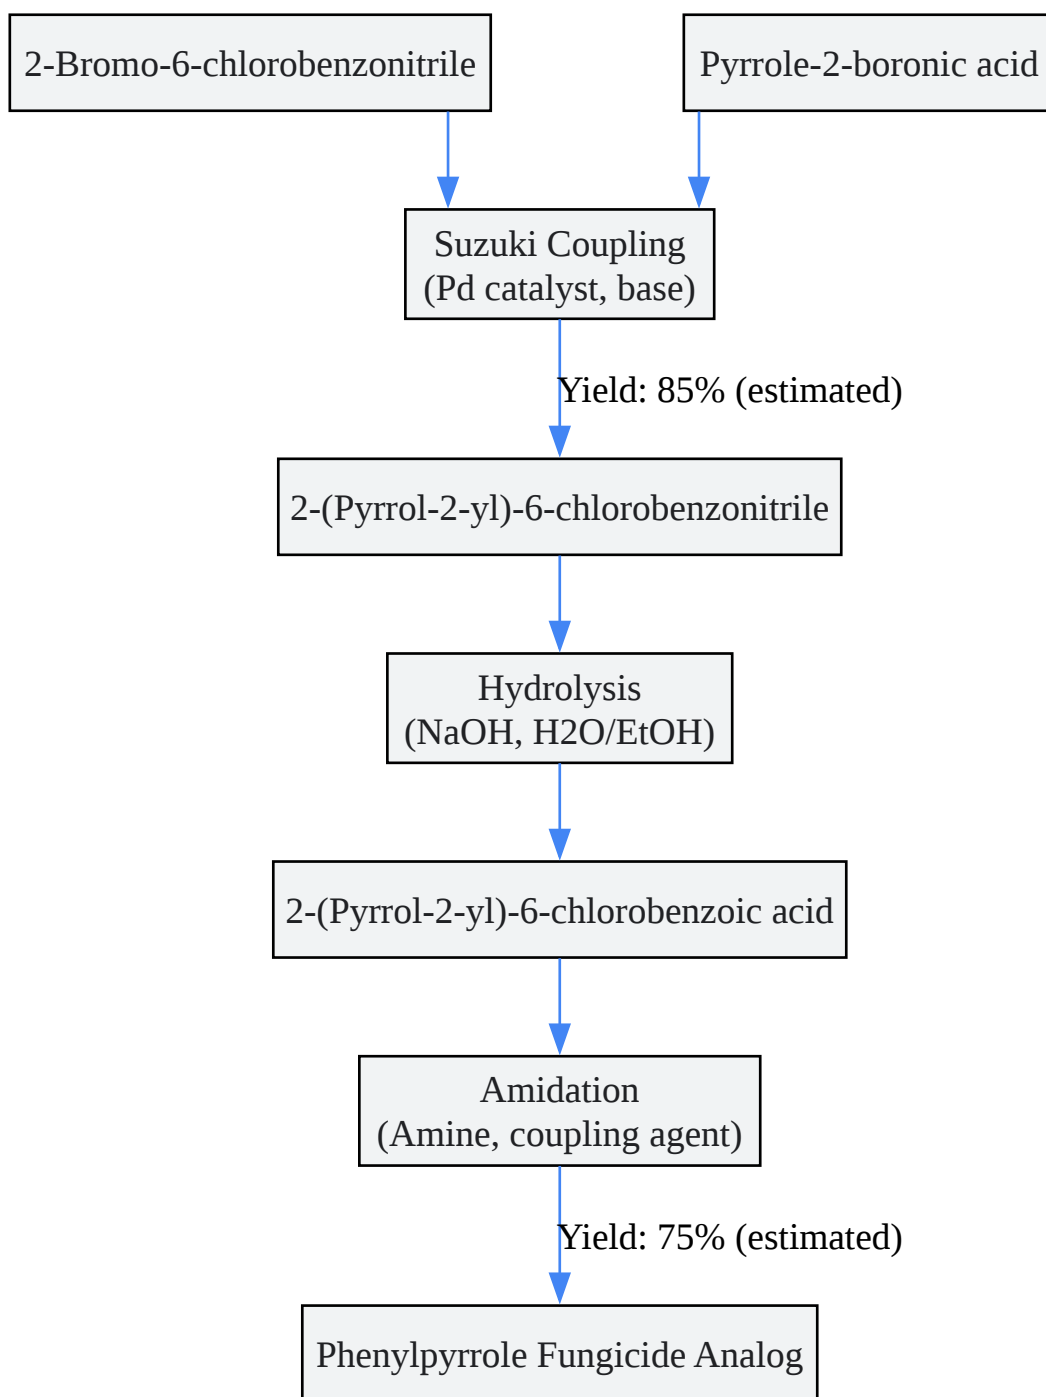 2-Bromo-6-chlorobenzonitrile
Pyrrole-2-boronic acid
Suzuki Coupling
(Pd catalyst, base)
Yield: 85% (estimated)
2-(Pyrrol-2-yl)-6-chlorobenzonitrile
Hydrolysis
(NaOH, H2O/EtOH)
2-(Pyrrol-2-yl)-6-chlorobenzoic acid
Amidation
(Amine, coupling agent)
Yield: 75% (estimated)
Phenylpyrrole Fungicide Analog